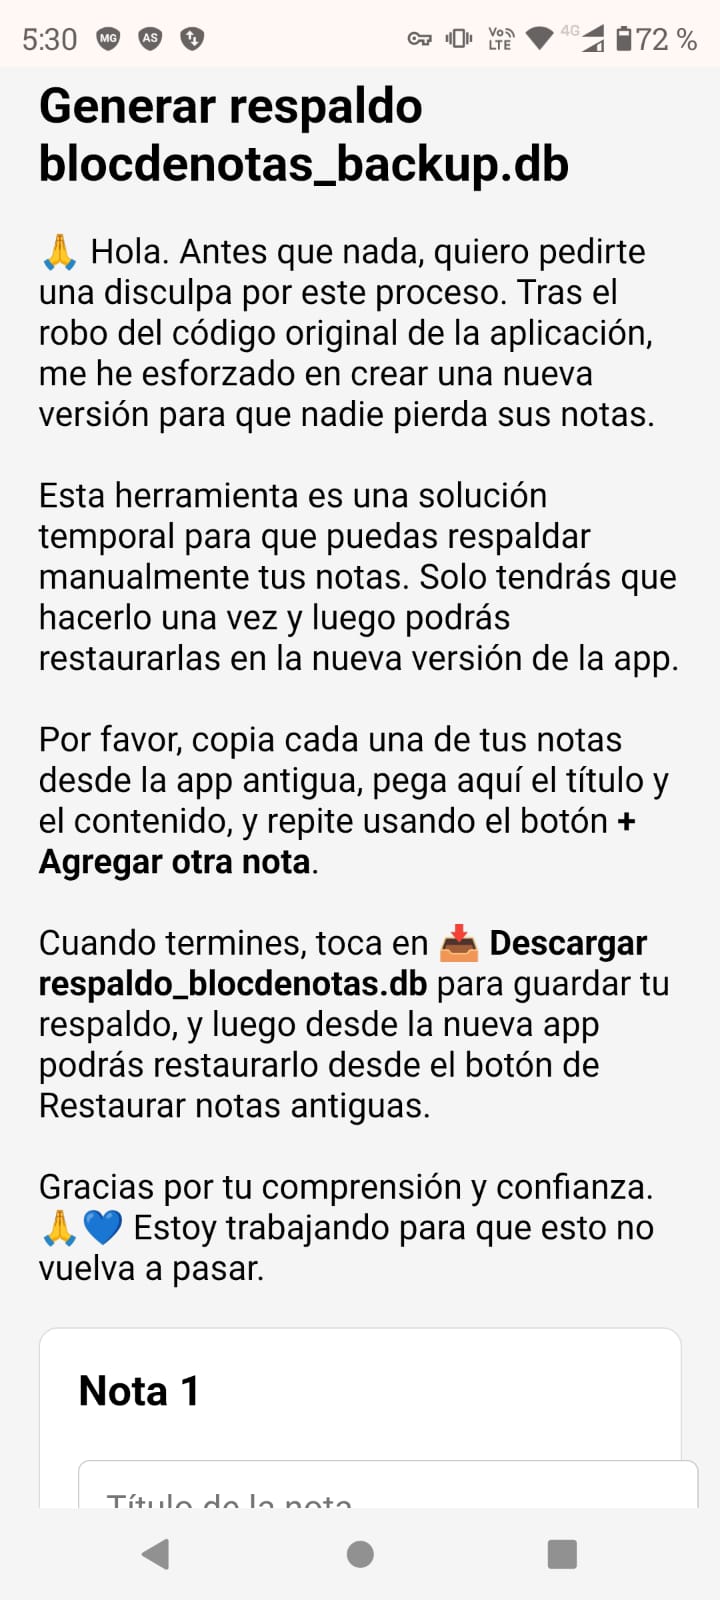 5:30 MG AS Vo LTE 4G 72 %
Generar respaldo
blocdenotas_backup.db
🙏 Hola. Antes que nada, quiero pedirte
una disculpa por este proceso. Tras el
robo del código original de la aplicación,
me he esforzado en crear una nueva
versión para que nadie pierda sus notas.
Esta herramienta es una solución
temporal para que puedas respaldar
manualmente tus notas. Solo tendrás que
hacerlo una vez y luego podrás
restaurarlas en la nueva versión de la app.
Por favor, copia cada una de tus notas
desde la app antigua, pega aquí el título y
el contenido, y repite usando el botón +
Agregar otra nota.
Cuando termines, toca en 📥 Descargar
respaldo_blocdenotas.db para guardar tu
respaldo, y luego desde la nueva app
podrás restaurarlo desde el botón de
Restaurar notas antiguas.
Gracias por tu comprensión y confianza.
🙏💙 Estoy trabajando para que esto no
vuelva a pasar.
Nota 1
Título de la nota